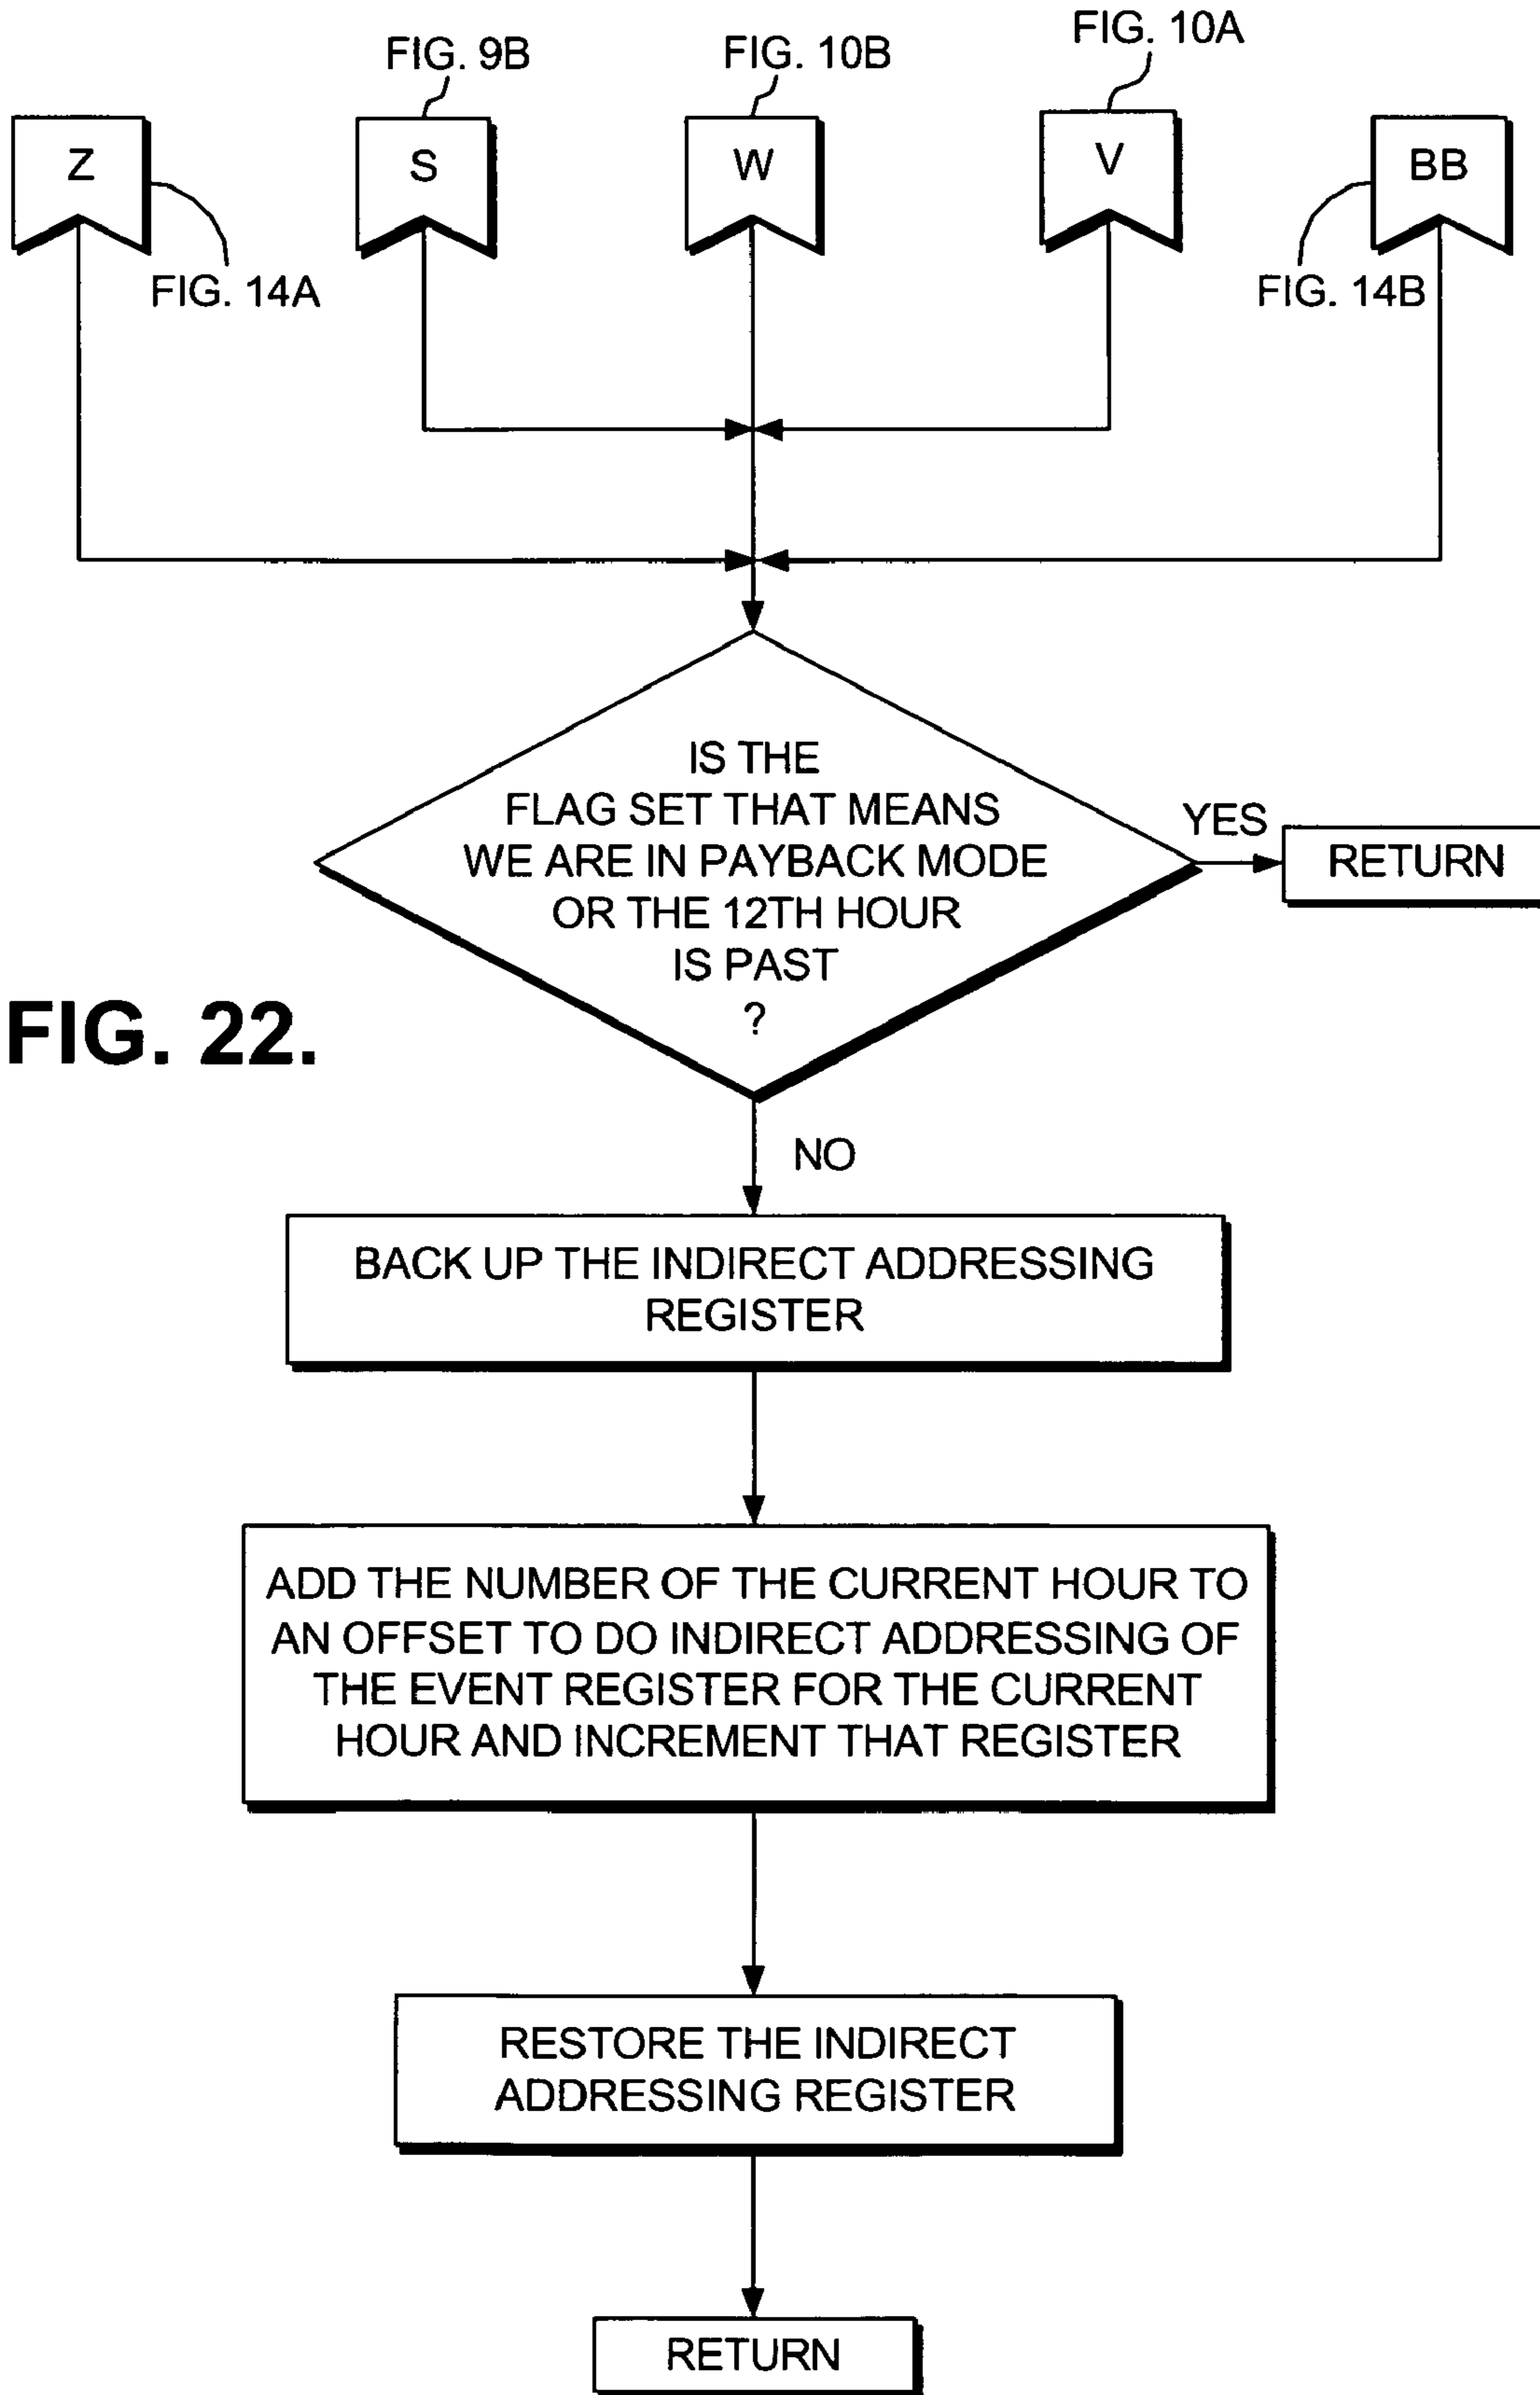 FIG. 9B
FIG. 10B
FIG. 10A
Z
S
W
V
BB
FIG. 14A
FIG. 14B
IS THE
FLAG SET THAT MEANS
WE ARE IN PAYBACK MODE
OR THE 12TH HOUR
IS PAST
?
YES
RETURN
FIG. 22.
NO
BACK UP THE INDIRECT ADDRESSING
REGISTER
ADD THE NUMBER OF THE CURRENT HOUR TO
AN OFFSET TO DO INDIRECT ADDRESSING OF
THE EVENT REGISTER FOR THE CURRENT
HOUR AND INCREMENT THAT REGISTER
RESTORE THE INDIRECT
ADDRESSING REGISTER
RETURN